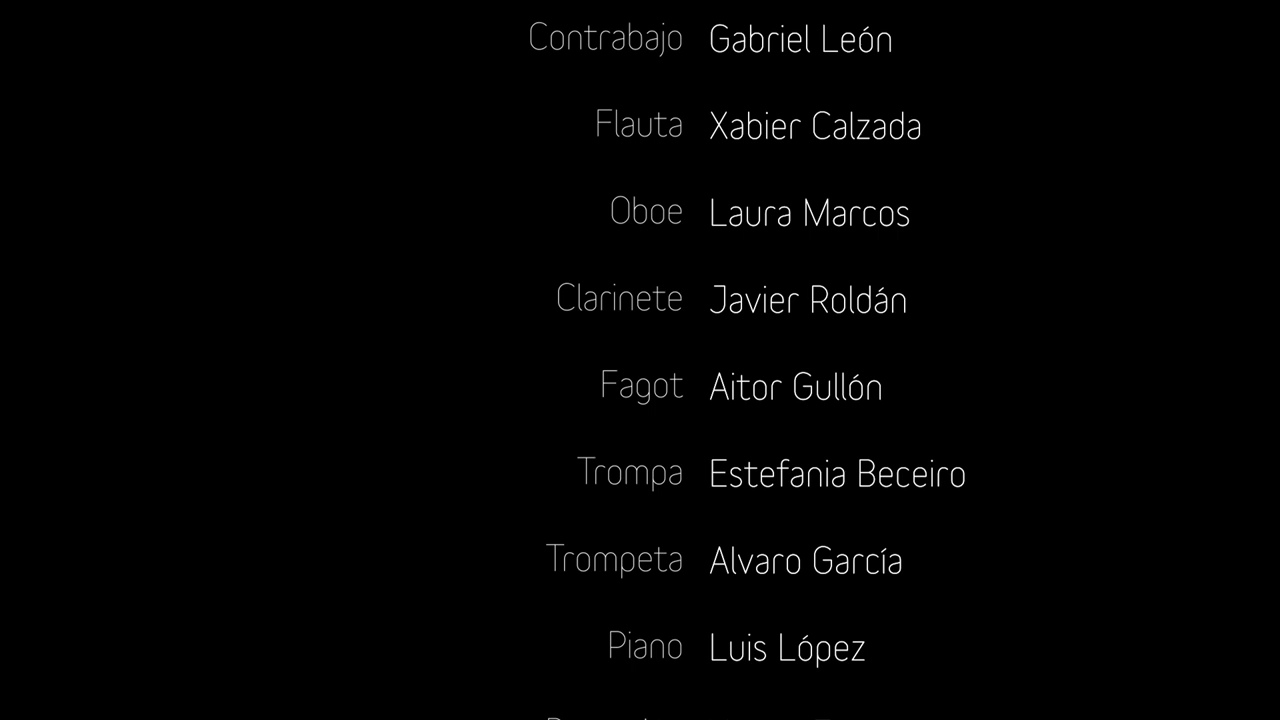 Contrabajo Gabriel León
Flauta Xabier Calzada
Oboe Laura Marcos
Clarinete Javier Roldán
Fagot Aitor Gullón
Trompa Estefania Beceiro
Trompeta Alvaro García
Piano Luis López